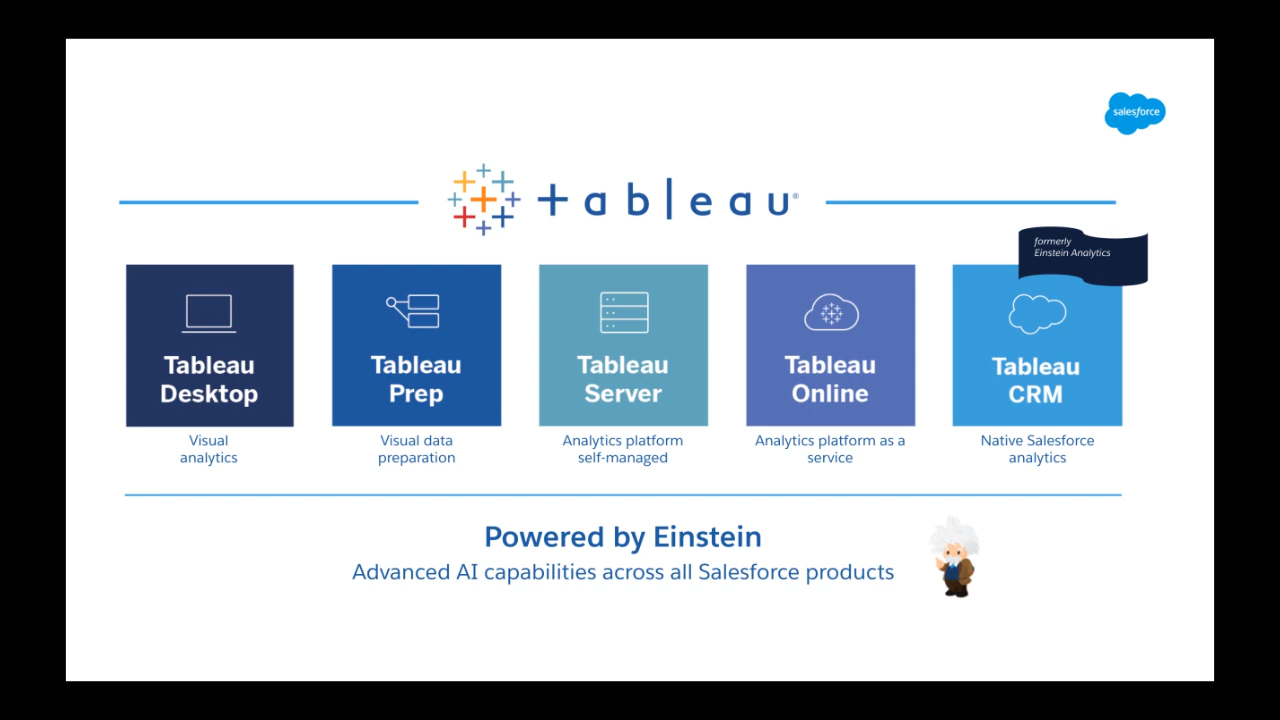 salesforce
+ableau®
formerly
Einstein Analytics
Tableau
Desktop
Visual
analytics
Tableau
Prep
Visual data
preparation
Tableau
Server
Analytics platform
self-managed
Tableau
Online
Analytics platform as a
service
Tableau
CRM
Native Salesforce
analytics
Powered by Einstein
Advanced AI capabilities across all Salesforce products